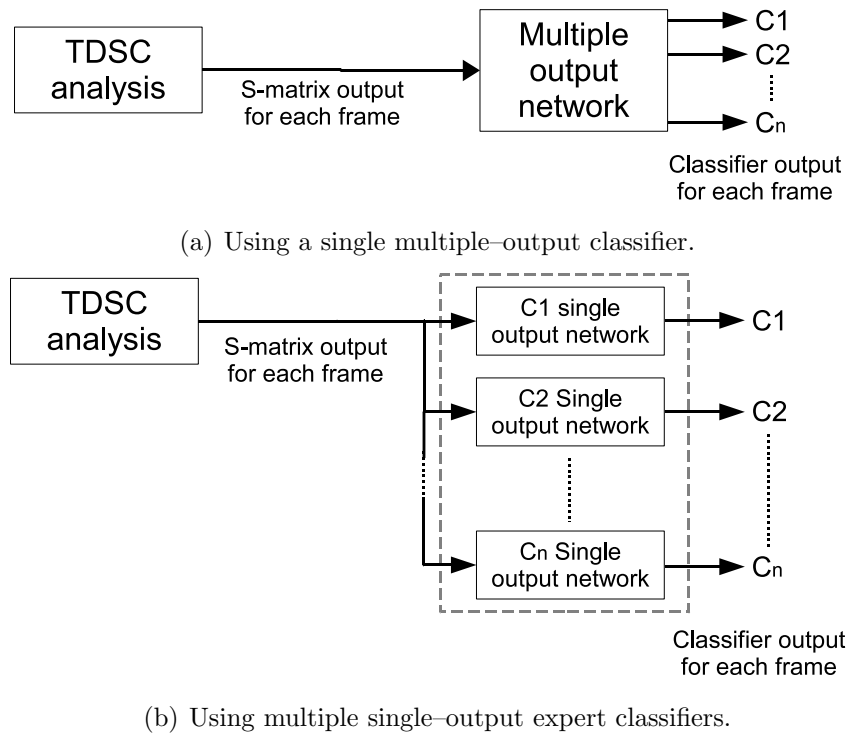 TDSC
analysis
S-matrix output
for each frame
Multiple
output
network
C1
C2
Cn
Classifier output
for each frame
(a) Using a single multiple–output classifier.
TDSC
analysis
S-matrix output
for each frame
C1 single
output network
C1
C2 Single
output network
C2
Cn Single
output network
Cn
Classifier output
for each frame
(b) Using multiple single–output expert classifiers.